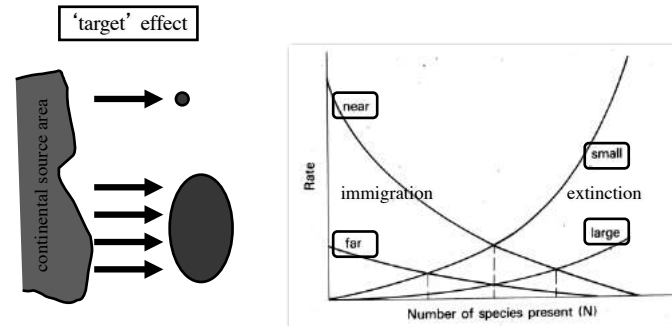 ‘target’ effect
continental source area
near
small
immigration
extinction
Rate
far
large
Number of species present (N)